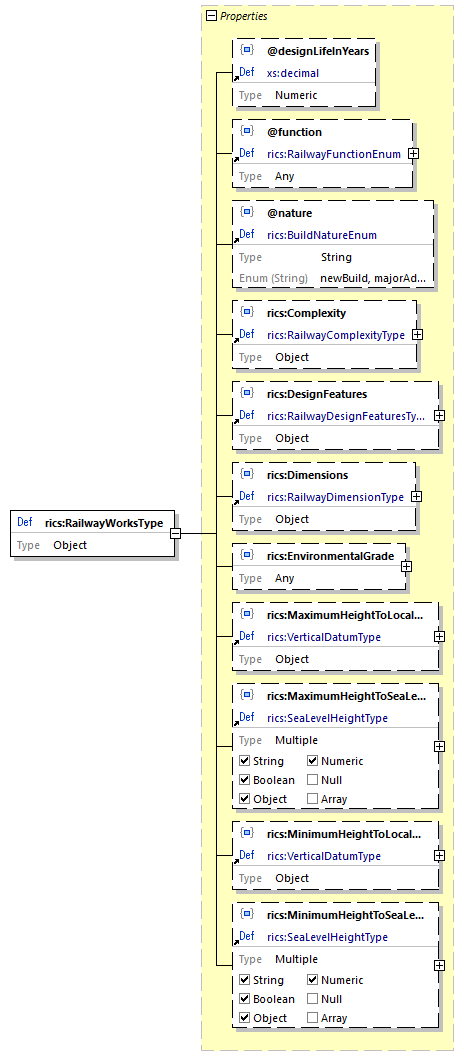 Properties
@designLifeInYears
Def xs:decimal
Type Numeric
@function
Def rics:RailwayFunctionEnum
Type Any
@nature
Def rics:BuildNatureEnum
Type String
Enum (String) newBuild, majorAd...
rics:Complexity
Def rics:RailwayComplexityType
Type Object
rics:DesignFeatures
Def rics:RailwayDesignFeaturesTy...
Type Object
rics:Dimensions
Def rics:RailwayDimensionType
Type Object
Def rics:RailwayWorksType
Type Object
rics:EnvironmentalGrade
Type Any
rics:MaximumHeightToLocal...
Def rics:VerticalDatumType
Type Object
rics:MaximumHeightToSeaLe...
Def rics:SeaLevelHeightType
Type Multiple
String Numeric
Boolean Null
Object Array
rics:MinimumHeightToLocal...
Def rics:VerticalDatumType
Type Object
rics:MinimumHeightToSeaLe...
Def rics:SeaLevelHeightType
Type Multiple
String Numeric
Boolean Null
Object Array